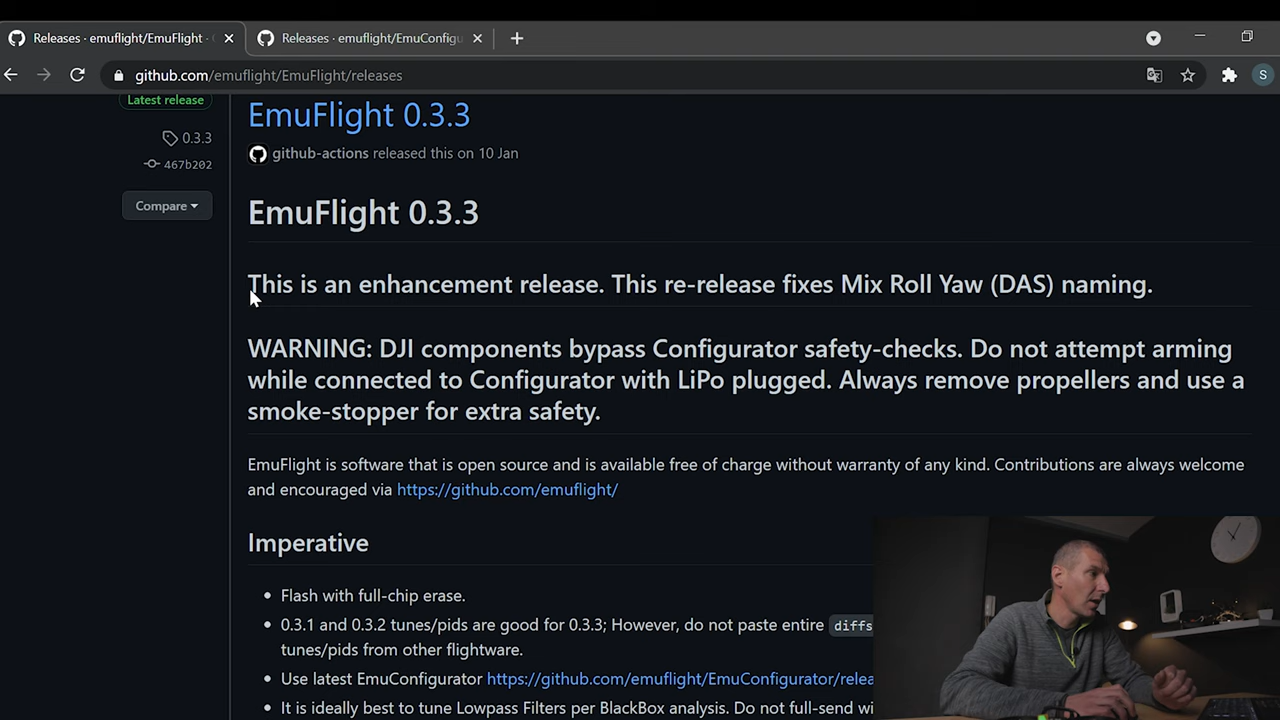 Releases · emuflight/EmuFlight ·
Releases · emuflight/EmuConfigu
github.com/emuflight/EmuFlight/releases
S
Latest release
0.3.3
467b202
Compare
EmuFlight 0.3.3
github-actions released this on 10 Jan
EmuFlight 0.3.3
This is an enhancement release. This re-release fixes Mix Roll Yaw (DAS) naming.
WARNING: DJI components bypass Configurator safety-checks. Do not attempt arming
while connected to Configurator with LiPo plugged. Always remove propellers and use a
smoke-stopper for extra safety.
EmuFlight is software that is open source and is available free of charge without warranty of any kind. Contributions are always welcome
and encouraged via https://github.com/emuflight/
Imperative
• Flash with full-chip erase.
• 0.3.1 and 0.3.2 tunes/pids are good for 0.3.3; However, do not paste entire diffs
tunes/pids from other flightware.
• Use latest EmuConfigurator https://github.com/emuflight/EmuConfigurator/relea
• It is ideally best to tune Lowpass Filters per BlackBox analysis. Do not full-send wi